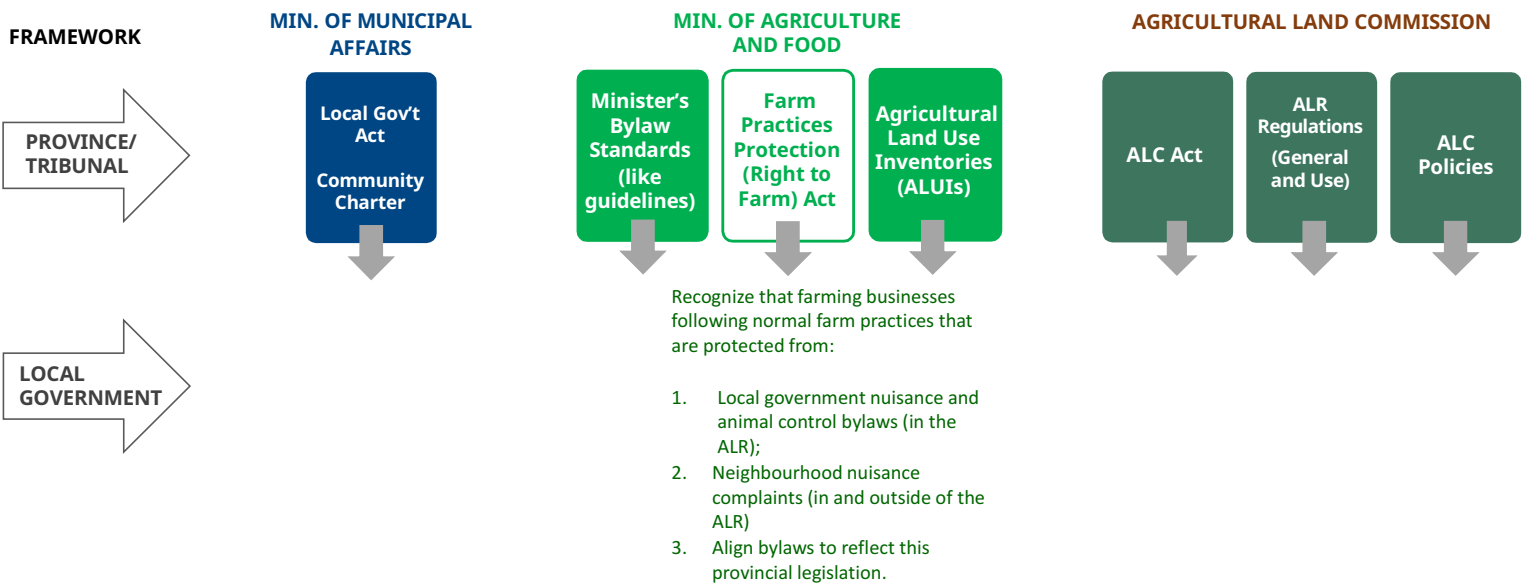 FRAMEWORK
MIN. OF MUNICIPAL
AFFAIRS
MIN. OF AGRICULTURE
AND FOOD
AGRICULTURAL LAND COMMISSION
PROVINCE/
TRIBUNAL
Local Gov't
Act
Community
Charter
Minister's
Bylaw
Standards
(like
guidelines)
Farm
Practices
Protection
(Right to
Farm) Act
Agricultural
Land Use
Inventories
(ALUIs)
ALC Act
ALR
Regulations
(General
and Use)
ALC
Policies
LOCAL
GOVERNMENT
Recognize that farming businesses
following normal farm practices that
are protected from:
1. Local government nuisance and
animal control bylaws (in the
ALR);
2. Neighbourhood nuisance
complaints (in and outside of the
ALR)
3. Align bylaws to reflect this
provincial legislation.